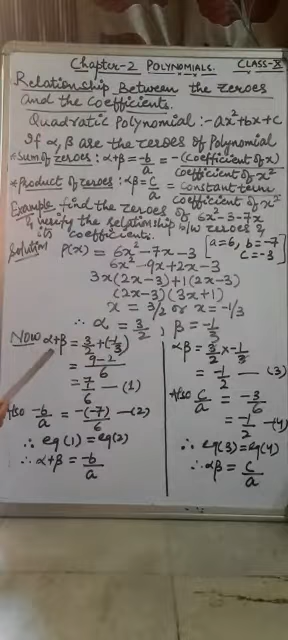 Chapter-2 POLYNOMIALS. CLASS-X
Relationship Between the zeroes
and the coefficients.
Quadratic Polynomial:- ax²+bx+c
If α, β are the zeroes of Polynomial
*Sum of zeroes: α+β = -b/a = -(Coefficient of x)/Coefficient of x²
*Product of zeroes: αβ = c/a = Constant term/Coefficient of x²
Example find the zeroes of 6x²-3-7x
& verify the relationship b/w zeroes &
its coefficients.
Solution P(x) = 6x²-7x-3 [a=6, b=-7
c=-3]
6x²-9x+2x-3
3x(2x-3)+1(2x-3)
(2x-3)(3x+1)
x = 3/2 or x = -1/3
∴ α = 3/2, β = -1/3
Now α+β = 3/2+(-1/3)
= 9-2/6
= 7/6 — (1)
Also -b/a = -(-7)/6 — (2)
∴ eq(1) = eq(2)
∴ α+β = -b/a
αβ = 3/2 x -1/3
= -1/2 — (3)
Also c/a = -3/6
= -1/2 — (4)
∴ eq(3) = eq(4)
∴ αβ = c/a